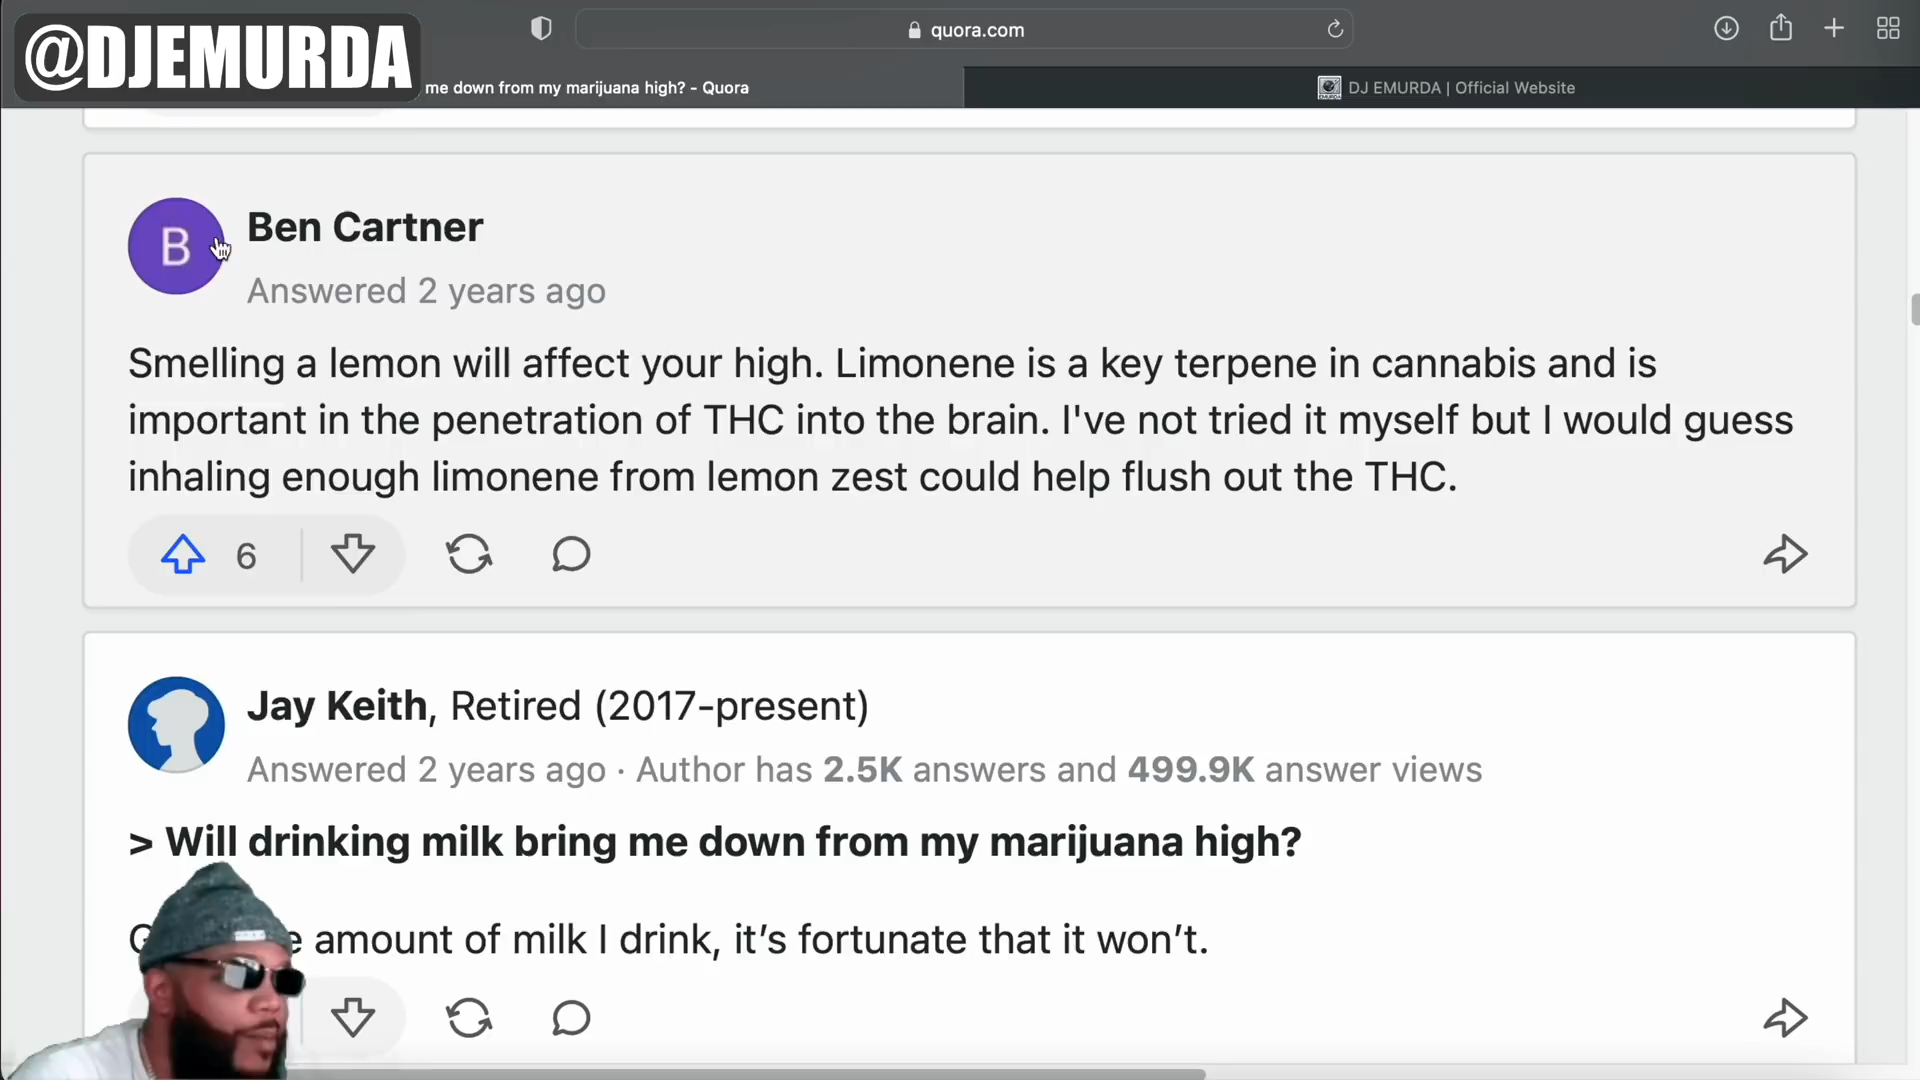 @DJEMURDA
quora.com
me down from my marijuana high? - Quora
DJ EMURDA | Official Website
B
Ben Cartner
Answered 2 years ago
Smelling a lemon will affect your high. Limonene is a key terpene in cannabis and is
important in the penetration of THC into the brain. I've not tried it myself but I would guess
inhaling enough limonene from lemon zest could help flush out the THC.
6
Jay Keith, Retired (2017-present)
Answered 2 years ago · Author has 2.5K answers and 499.9K answer views
> Will drinking milk bring me down from my marijuana high?
amount of milk I drink, it’s fortunate that it won’t.